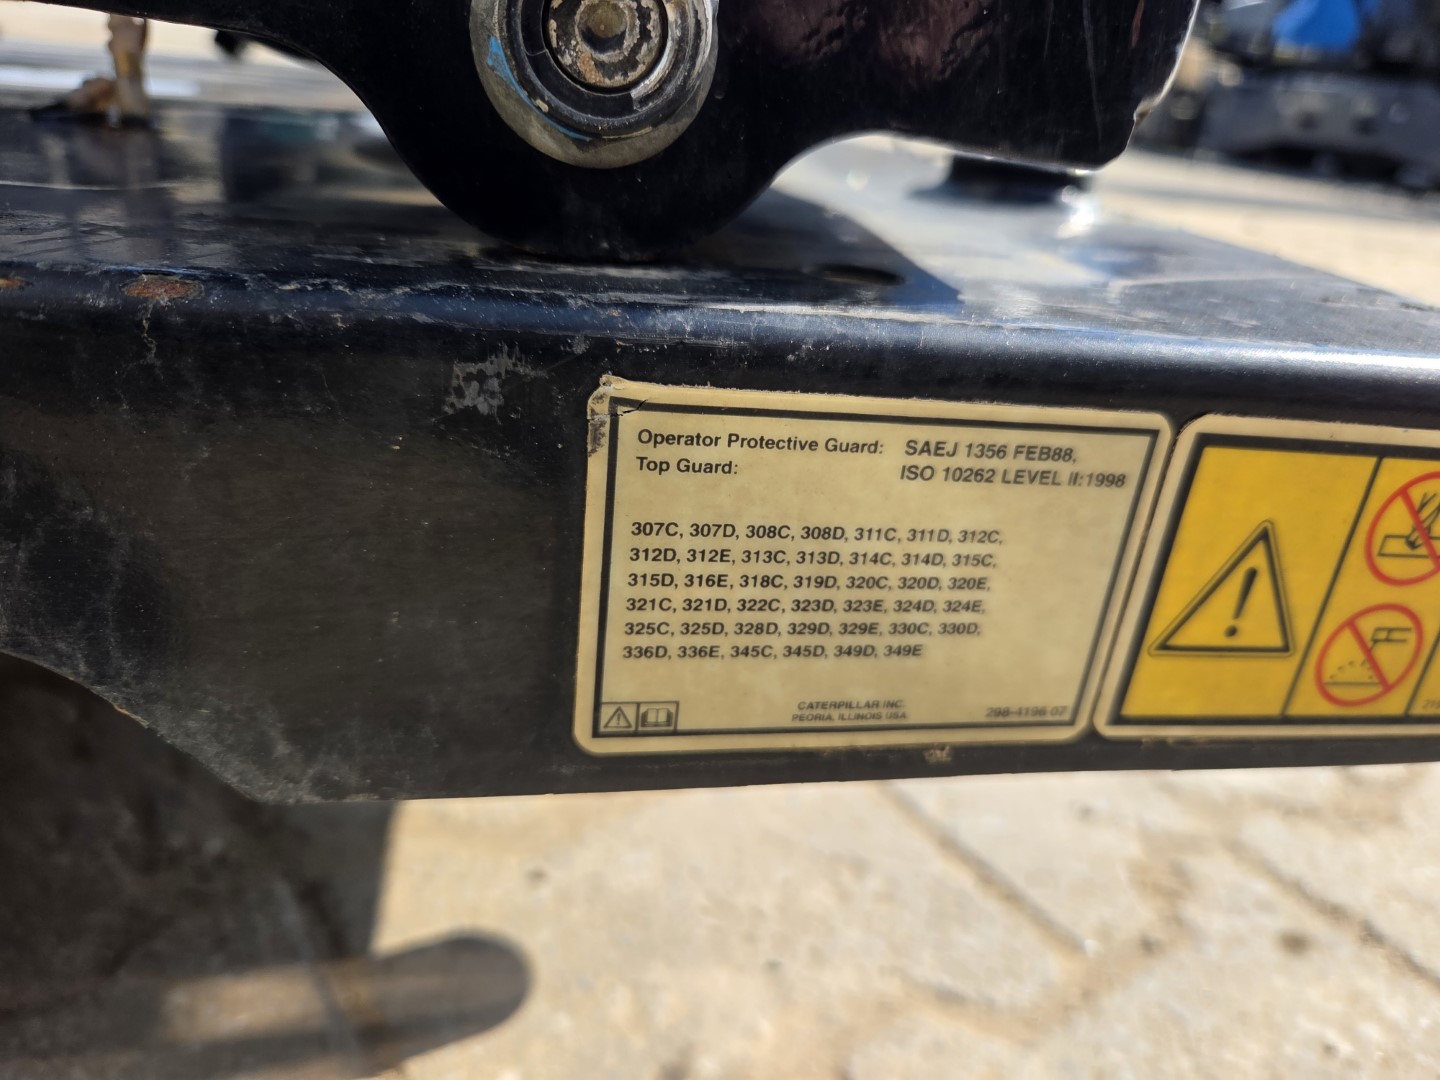 Operator Protective Guard: SAEJ 1356 FEB88,
Top Guard: ISO 10262 LEVEL II:1998
307C, 307D, 308C, 308D, 311C, 311D, 312C,
312D, 312E, 313C, 313D, 314C, 314D, 315C,
315D, 316E, 318C, 319D, 320C, 320D, 320E,
321C, 321D, 322C, 323D, 323E, 324D, 324E,
325C, 325D, 328D, 329D, 329E, 330C, 330D,
336D, 336E, 345C, 345D, 349D, 349E
CATERPILLAR INC.
PEORIA, ILLINOIS USA
298-4196 07